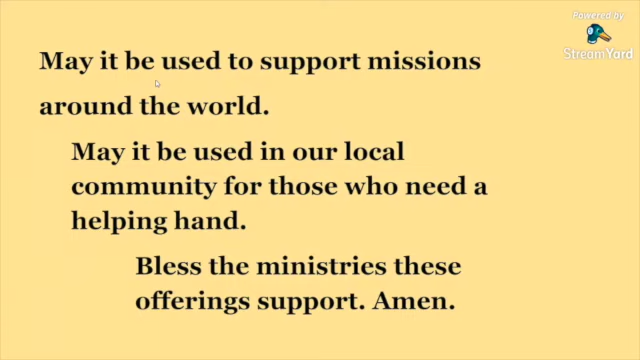 Powered by
StreamYard
May it be used to support missions
around the world.
May it be used in our local
community for those who need a
helping hand.
Bless the ministries these
offerings support. Amen.